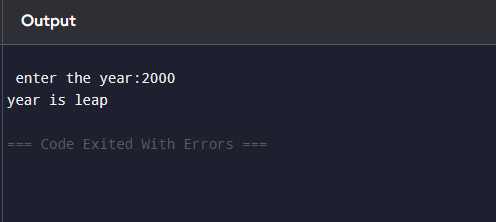 Output
enter the year:2000
year is leap
=== Code Exited With Errors ===